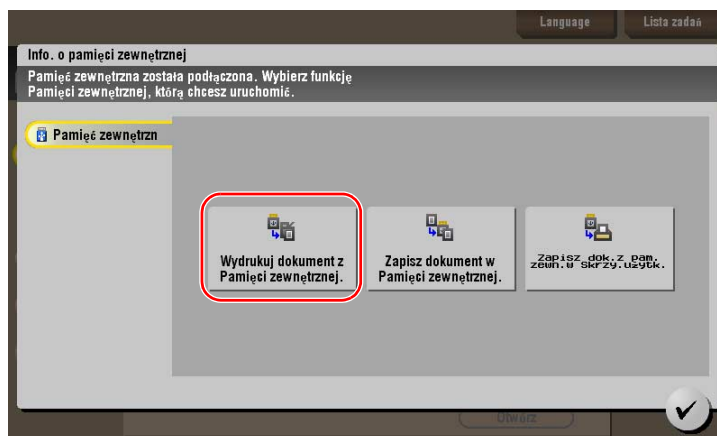 Language
Lista zadań
Info. o pamięci zewnętrznej
Pamięć zewnętrzna została podłączona. Wybierz funkcję
Pamięci zewnętrznej, którą chcesz uruchomić.
Pamięć zewnętrzn
Wydrukuj dokument z
Pamięci zewnętrznej.
Zapisz dokument w
Pamięci zewnętrznej.
Zapisz dok.z pam.
zewn.w skrzy.użytk.
Otwórz